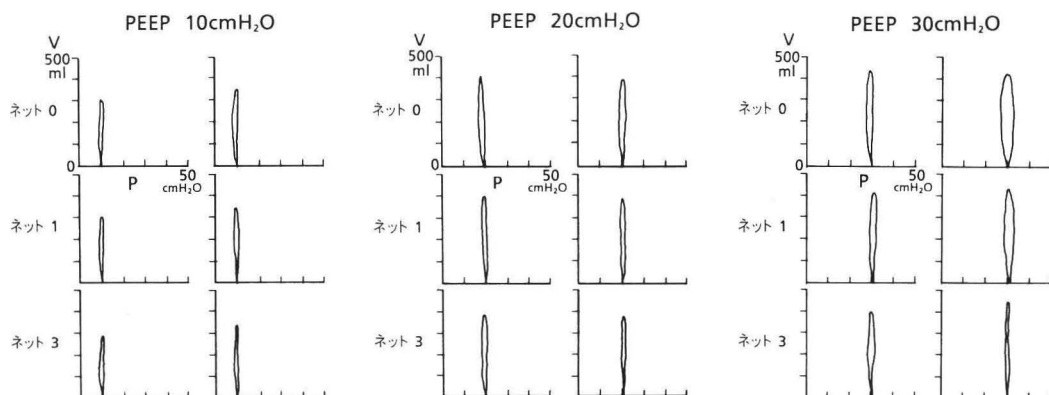 PEEP 10cmH₂O
PEEP 20cmH₂O
PEEP 30cmH₂O
V
500
ml
ネット 0
0
P
50
cmH₂O
ネット 1
ネット 3
V
500
ml
ネット 0
0
P
50
cmH₂O
ネット 1
ネット 3
V
500
ml
ネット 0
0
P
50
cmH₂O
ネット 1
ネット 3